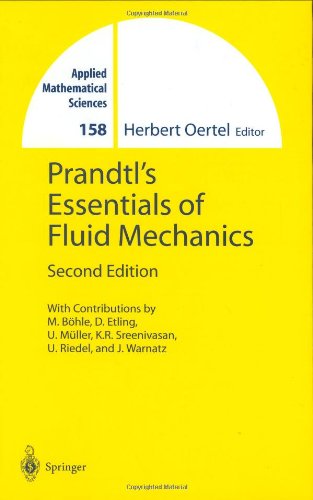 Applied
Mathematical
Sciences
158
Herbert Oertel Editor
Prandtl's
Essentials of
Fluid Mechanics
Second Edition
With Contributions by
M. Böhle, D. Etling,
U. Müller, K.R. Sreenivasan,
U. Riedel, and J. Warnatz
Springer